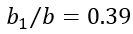 b₁/b = 0.39